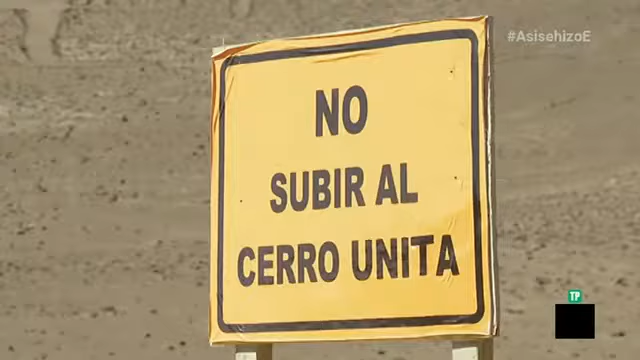 #AsisehizoE
NO
SUBIR AL
CERRO UNITA
TP